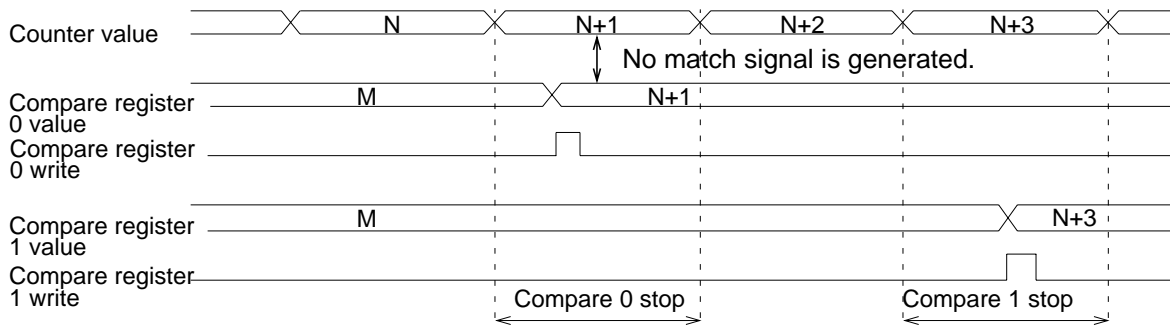 Counter value
N
N+1
N+2
N+3
No match signal is generated.
Compare register
0 value
M
N+1
Compare register
0 write
Compare register
1 value
M
N+3
Compare register
1 write
Compare 0 stop
Compare 1 stop